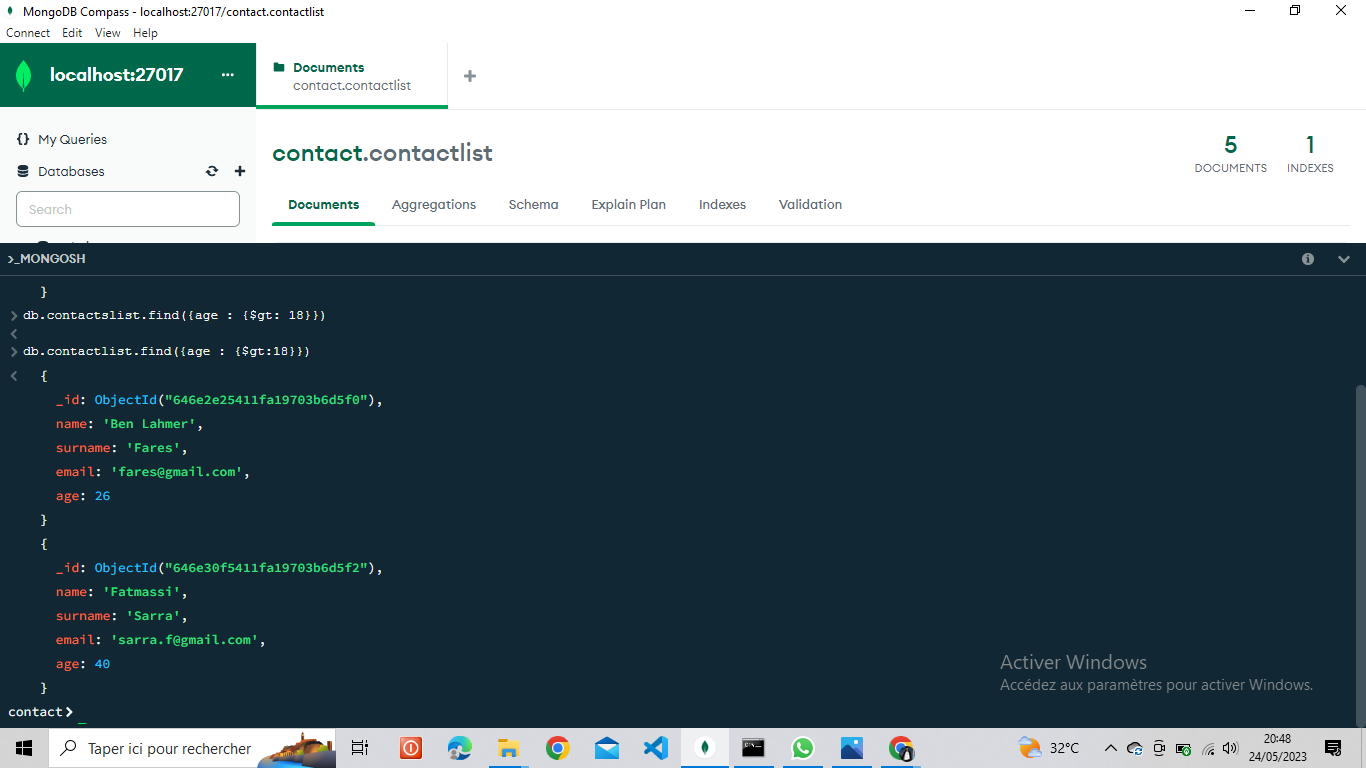 MongoDB Compass - localhost:27017/contact.contactlist
Connect Edit View Help
localhost:27017 ...
Documents
contact.contactlist
{} My Queries
Databases
Search
contact.contactlist
5
DOCUMENTS
1
INDEXES
Documents Aggregations Schema Explain Plan Indexes Validation
>_MONGOSH
}
> db.contactslist.find({age : {$gt: 18}})
<
> db.contactlist.find({age : {$gt:18}})
< {
_id: ObjectId("646e2e25411fa19703b6d5f0"),
name: 'Ben Lahmer',
surname: 'Fares',
email: 'fares@gmail.com',
age: 26
}
{
_id: ObjectId("646e30f5411fa19703b6d5f2"),
name: 'Fatmassi',
surname: 'Sarra',
email: 'sarra.f@gmail.com',
age: 40
}
contact> _
Activer Windows
Accédez aux paramètres pour activer Windows.
Taper ici pour rechercher
32°C
20:48
24/05/2023